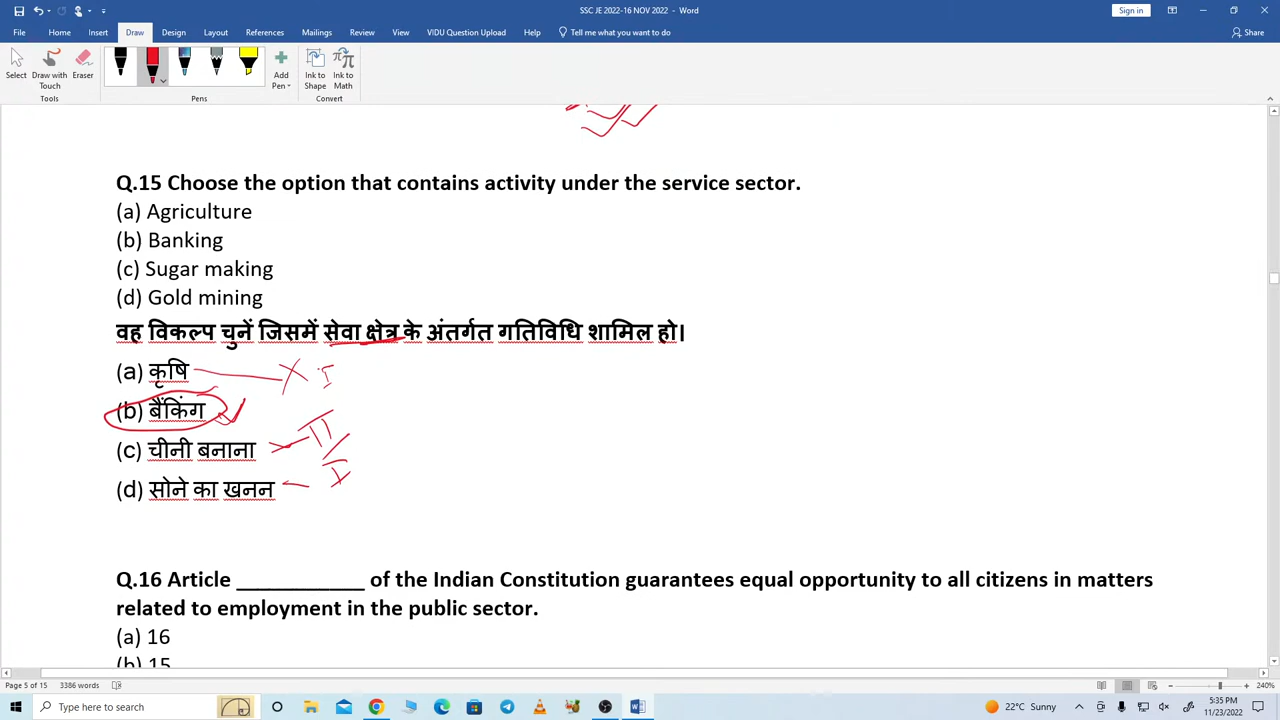 SSC JE 2022-16 NOV 2022 - Word
Sign in
File Home Insert Draw Design Layout References Mailings Review View VIDU Question Upload Help Tell me what you want to do Share
Select Draw with Touch Eraser Add Pen Ink to Shape Ink to Math
Tools Pens Convert
Q.15 Choose the option that contains activity under the service sector.
(a) Agriculture
(b) Banking
(c) Sugar making
(d) Gold mining
वह विकल्प चुनें जिसमें सेवा क्षेत्र के अंतर्गत गतिविधि शामिल हो।
(a) कृषि X I
(b) बैंकिंग
(c) चीनी बनाना II
(d) सोने का खनन I
Q.16 Article ___________ of the Indian Constitution guarantees equal opportunity to all citizens in matters
related to employment in the public sector.
(a) 16
(b) 15
Page 5 of 15 3386 words 240%
Type here to search 22°C Sunny 5:35 PM
11/23/2022